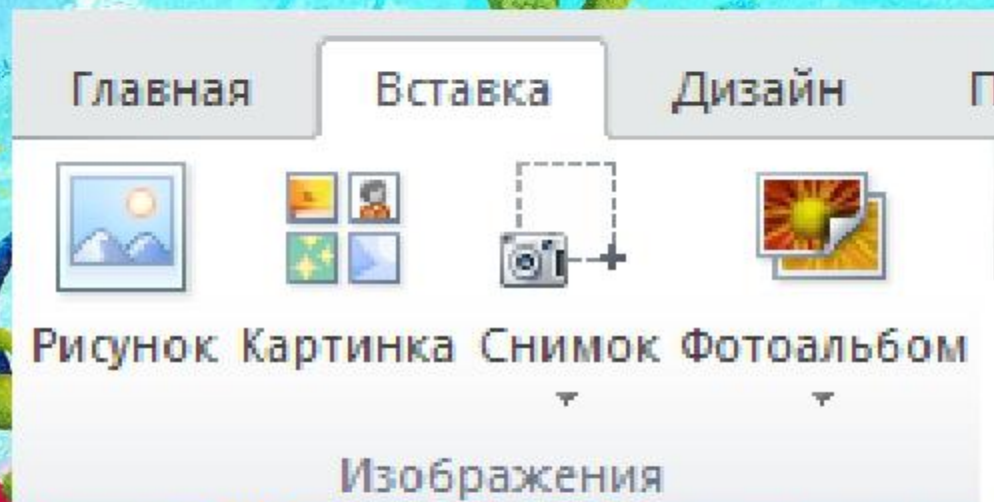 Главная Вставка Дизайн П
Рисунок Картинка Снимок Фотоальбом
Изображения